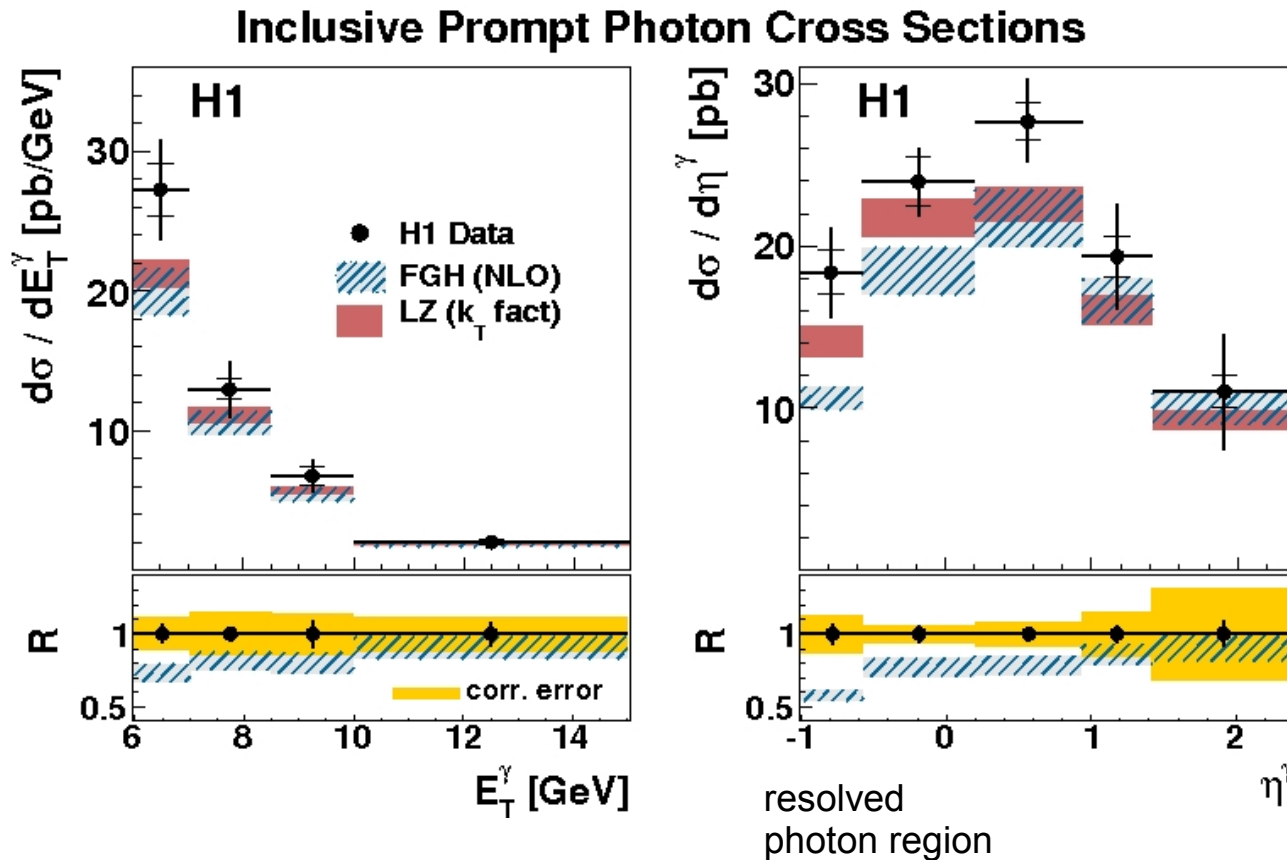 Inclusive Prompt Photon Cross Sections
dσ / dE_T^γ [pb/GeV]
H1
30
20
10
H1 Data
FGH (NLO)
LZ (k_T fact)
R
1
0.5
corr. error
6 8 10 12 14
E_T^γ [GeV]
dσ / dη^γ [pb]
H1
30
20
10
R
1
0.5
-1 0 1 2
η^γ
resolved
photon region